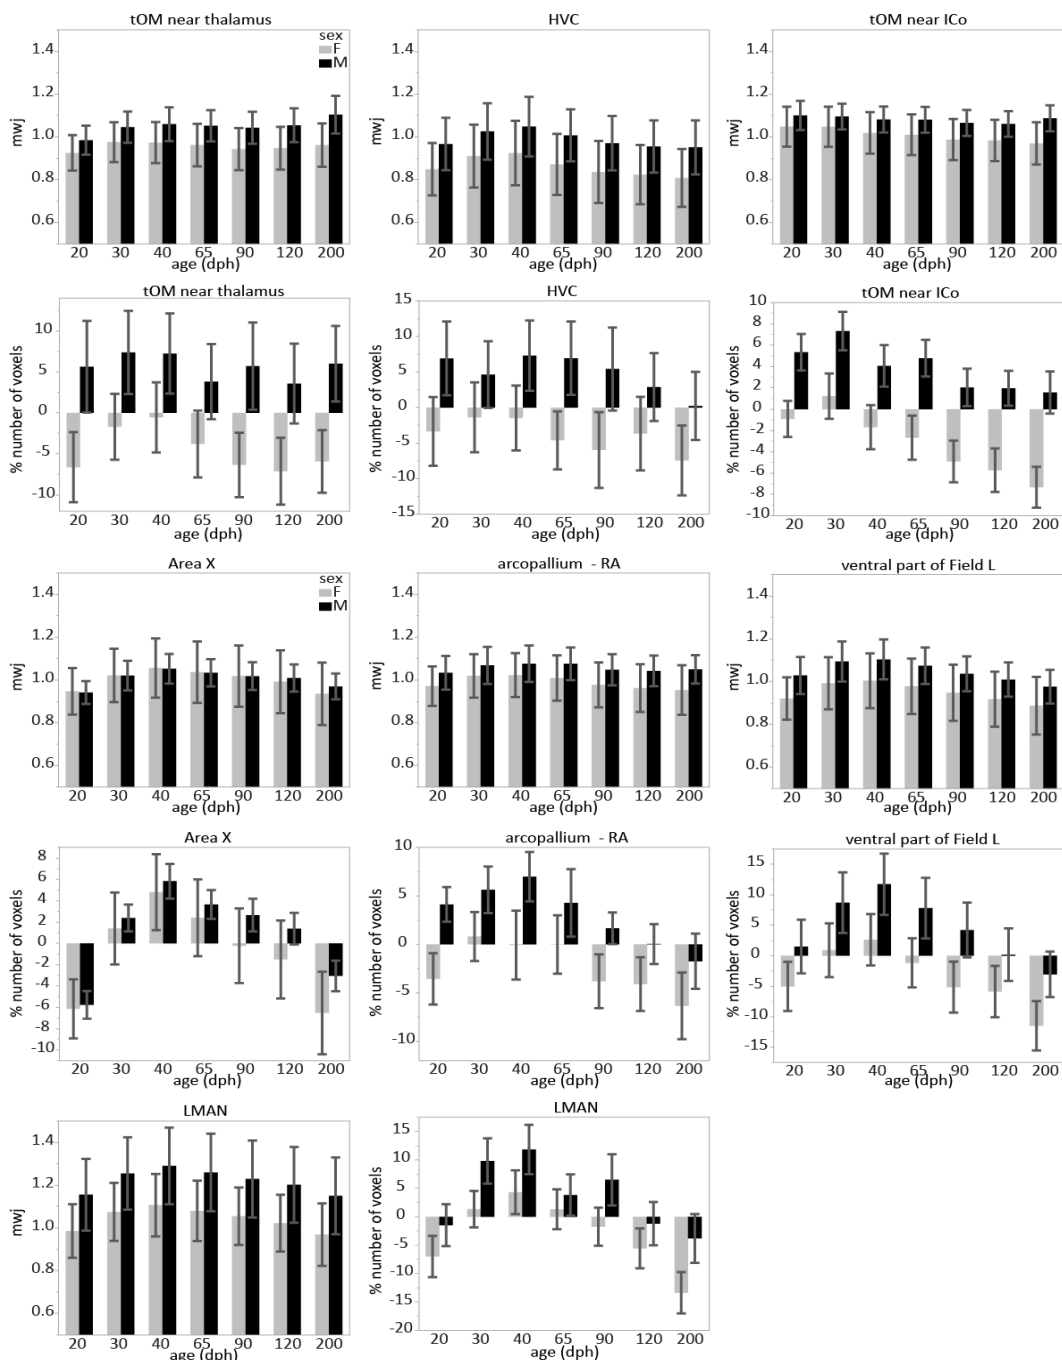 tOM near thalamus
HVC
tOM near ICo
sex
F
M
mwj
1.4
1.2
1.0
0.8
0.6
20 30 40 65 90 120 200
age (dph)
mwj
1.4
1.2
1.0
0.8
0.6
20 30 40 65 90 120 200
age (dph)
mwj
1.4
1.2
1.0
0.8
0.6
20 30 40 65 90 120 200
age (dph)
tOM near thalamus
HVC
tOM near ICo
% number of voxels
10
5
0
-5
-10
20 30 40 65 90 120 200
age (dph)
% number of voxels
15
10
5
0
-5
-10
-15
20 30 40 65 90 120 200
age (dph)
% number of voxels
10
8
6
4
2
0
-2
-4
-6
-8
-10
20 30 40 65 90 120 200
age (dph)
Area X
arcopallium - RA
ventral part of Field L
sex
F
M
mwj
1.4
1.2
1.0
0.8
0.6
20 30 40 65 90 120 200
age (dph)
mwj
1.4
1.2
1.0
0.8
0.6
20 30 40 65 90 120 200
age (dph)
mwj
1.4
1.2
1.0
0.8
0.6
20 30 40 65 90 120 200
age (dph)
Area X
arcopallium - RA
ventral part of Field L
% number of voxels
8
6
4
2
0
-2
-4
-6
-8
-10
20 30 40 65 90 120 200
age (dph)
% number of voxels
10
5
0
-5
-10
20 30 40 65 90 120 200
age (dph)
% number of voxels
15
10
5
0
-5
-10
-15
20 30 40 65 90 120 200
age (dph)
LMAN
LMAN
mwj
1.4
1.2
1.0
0.8
0.6
20 30 40 65 90 120 200
age (dph)
% number of voxels
15
10
5
0
-5
-10
-15
-20
20 30 40 65 90 120 200
age (dph)